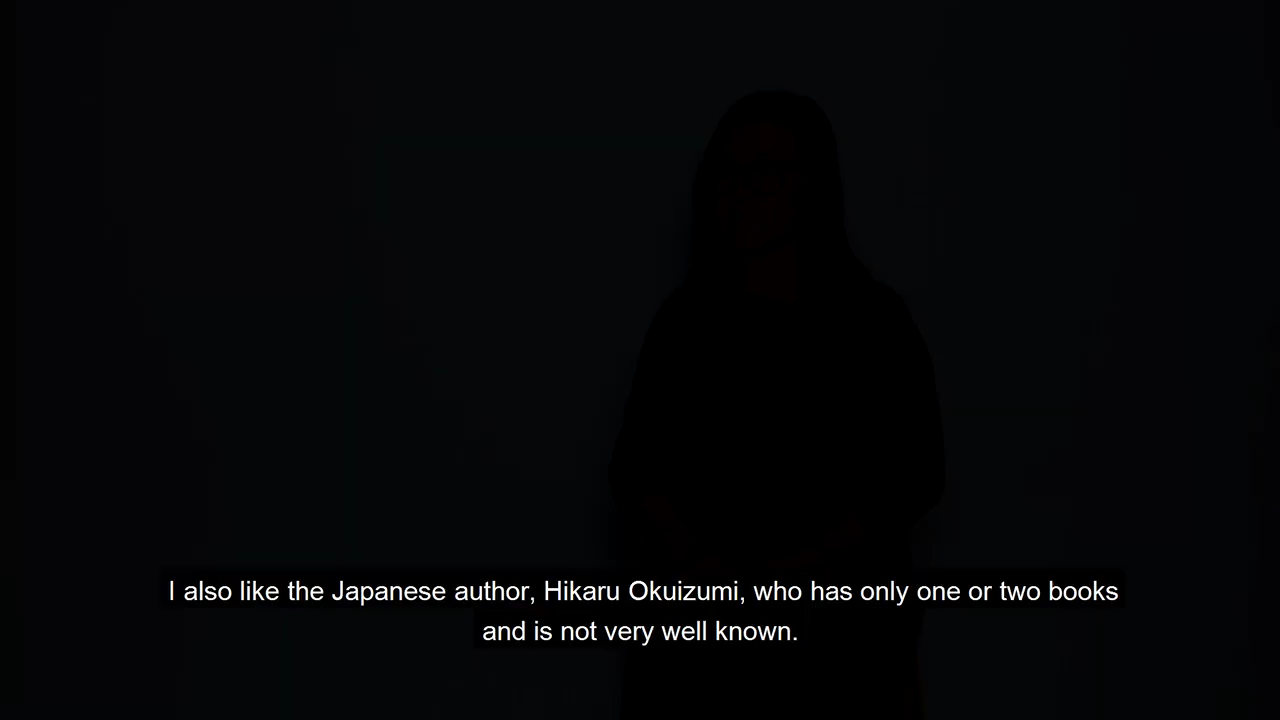 I also like the Japanese author, Hikaru Okuizumi, who has only one or two books
and is not very well known.